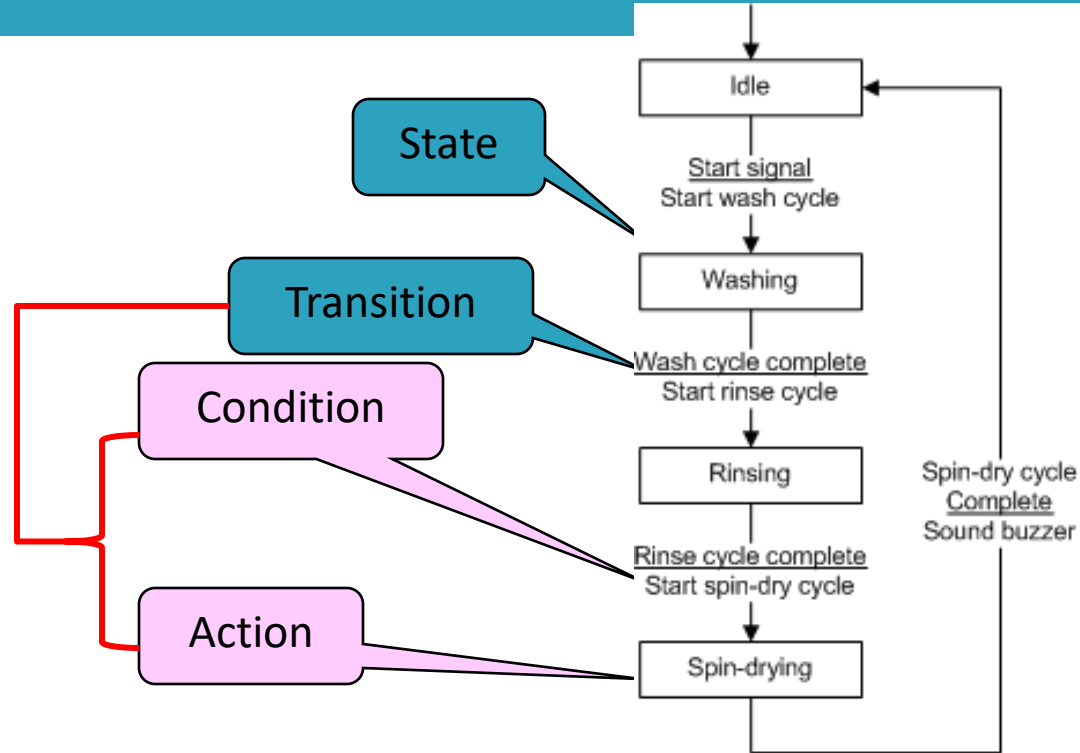 Idle
State
Start signal
Start wash cycle
Washing
Transition
Wash cycle complete
Start rinse cycle
Condition
Rinsing
Spin-dry cycle
Complete
Sound buzzer
Rinse cycle complete
Start spin-dry cycle
Action
Spin-drying